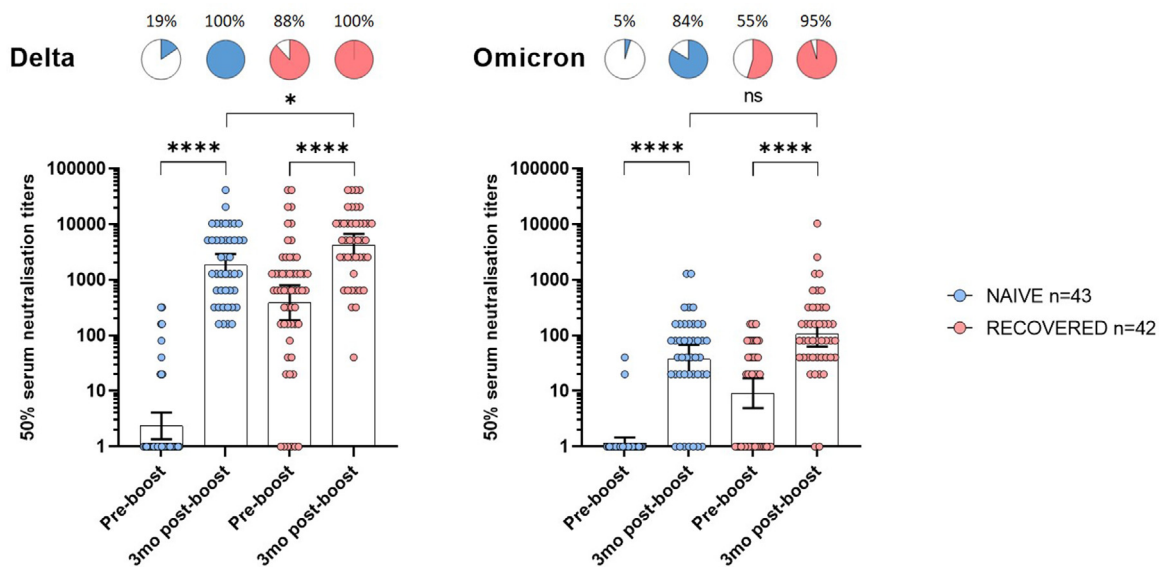 19% 100% 88% 100%
Delta
*
**** ****
50% serum neutralisation titers
100000
10000
1000
100
10
1
Pre-boost
3mo post-boost
Pre-boost
3mo post-boost
5% 84% 55% 95%
Omicron
ns
**** ****
50% serum neutralisation titers
100000
10000
1000
100
10
1
Pre-boost
3mo post-boost
Pre-boost
3mo post-boost
NAIVE n=43
RECOVERED n=42